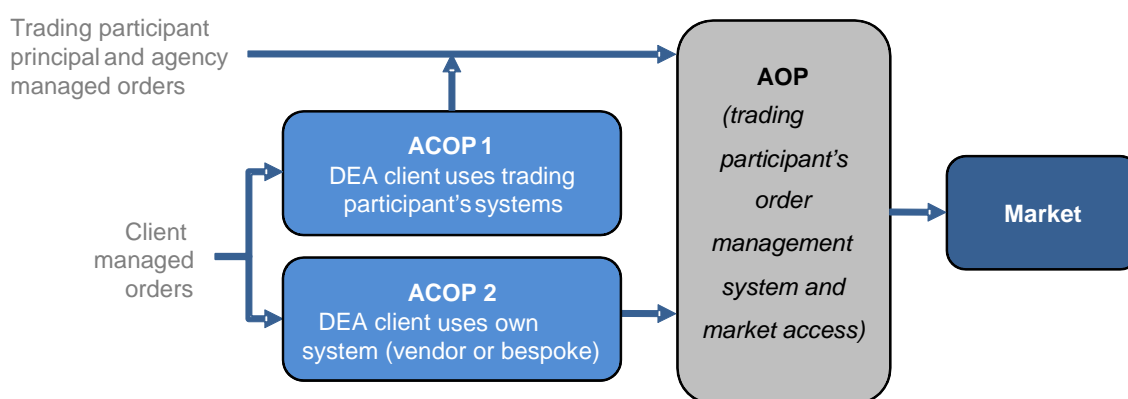 Trading participant
principal and agency
managed orders
ACOP 1
DEA client uses trading
participant's systems
Client
managed
orders
ACOP 2
DEA client uses own
system (vendor or bespoke)
AOP
(trading
participant's
order
management
system and
market access)
Market